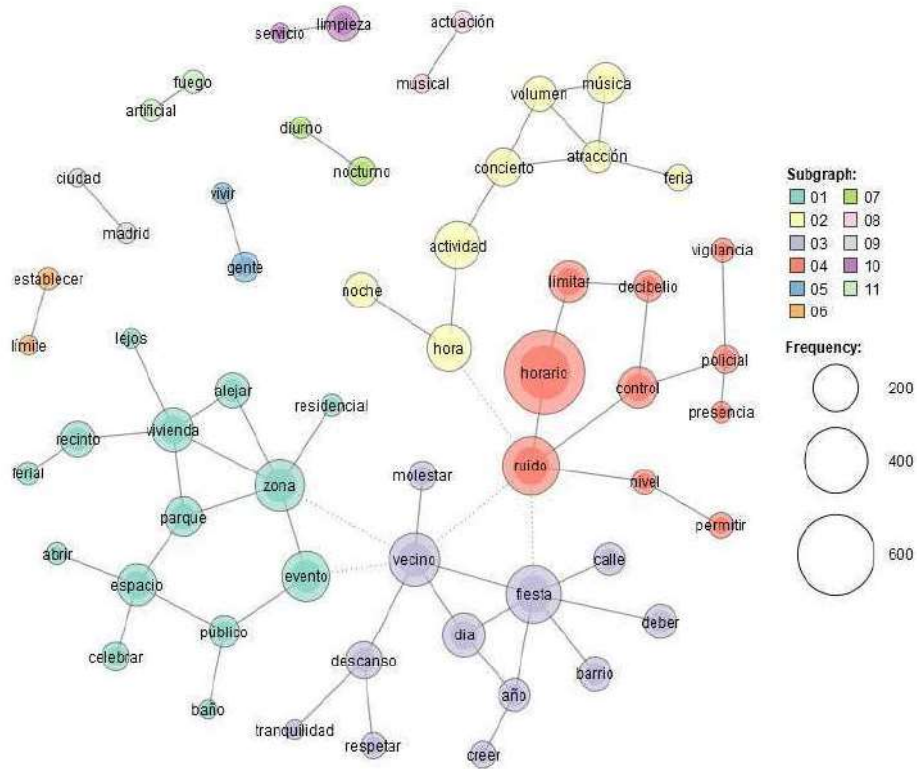 limpieza
servicio
actuación
musical
fuego
artificial
volumen
música
diurno
nocturno
concierto
atracción
feria
ciudad
madrid
vivir
gente
actividad
establecer
límite
noche
hora
limitar
decibelio
vigilancia
lejos
alejar
residencial
horario
control
policial
presencia
recinto
vivienda
ferial
zona
molestar
ruido
nivel
permitir
parque
abrir
espacio
evento
vecino
fiesta
calle
público
dia
deber
celebrar
descanso
barrio
baño
año
tranquilidad
respetar
creer
Subgraph:
01 07
02 08
03 09
04 10
05 11
06
Frequency:
200
400
600